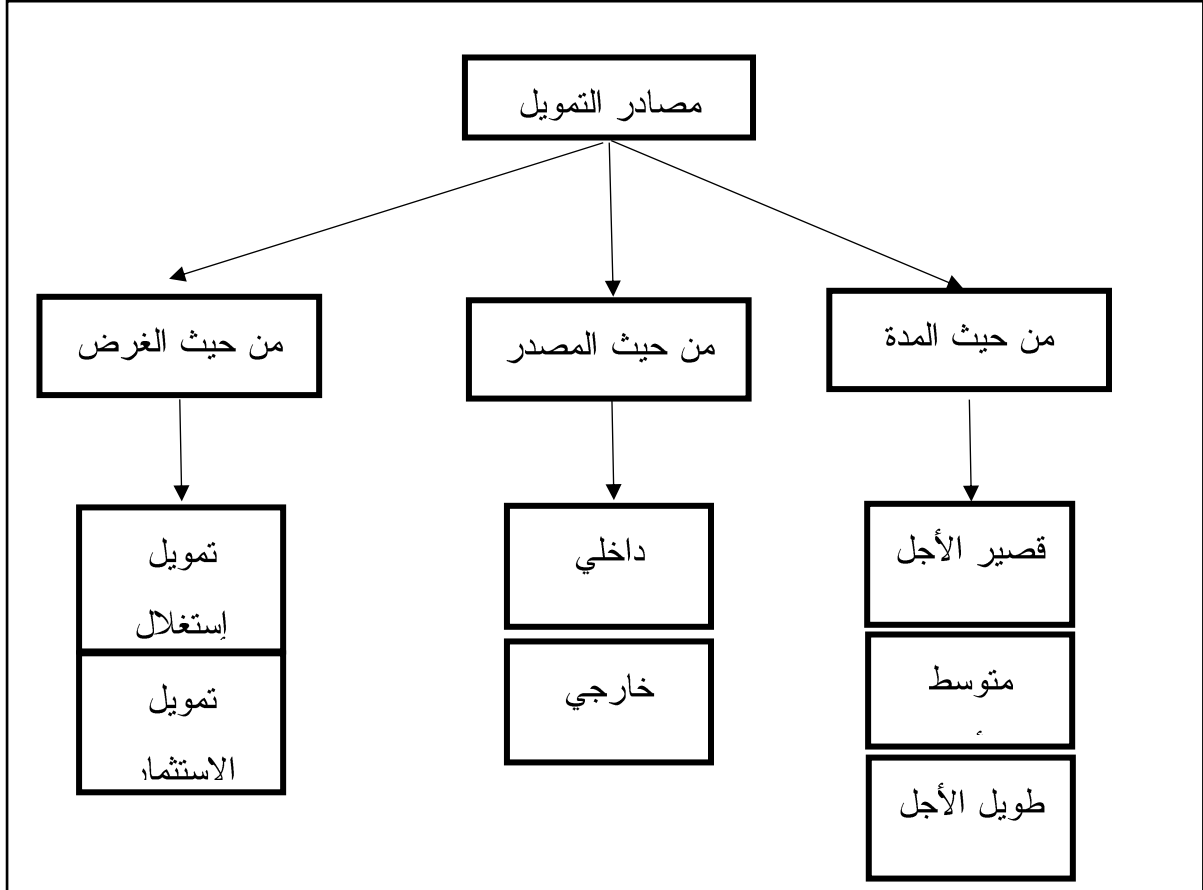 مصادر التمويل
من حيث المدة
من حيث المصدر
من حيث الغرض
قصير الأجل
متوسط
طويل الأجل
داخلي
خارجي
تمويل
إستغلال
تمويل
الاستثمار